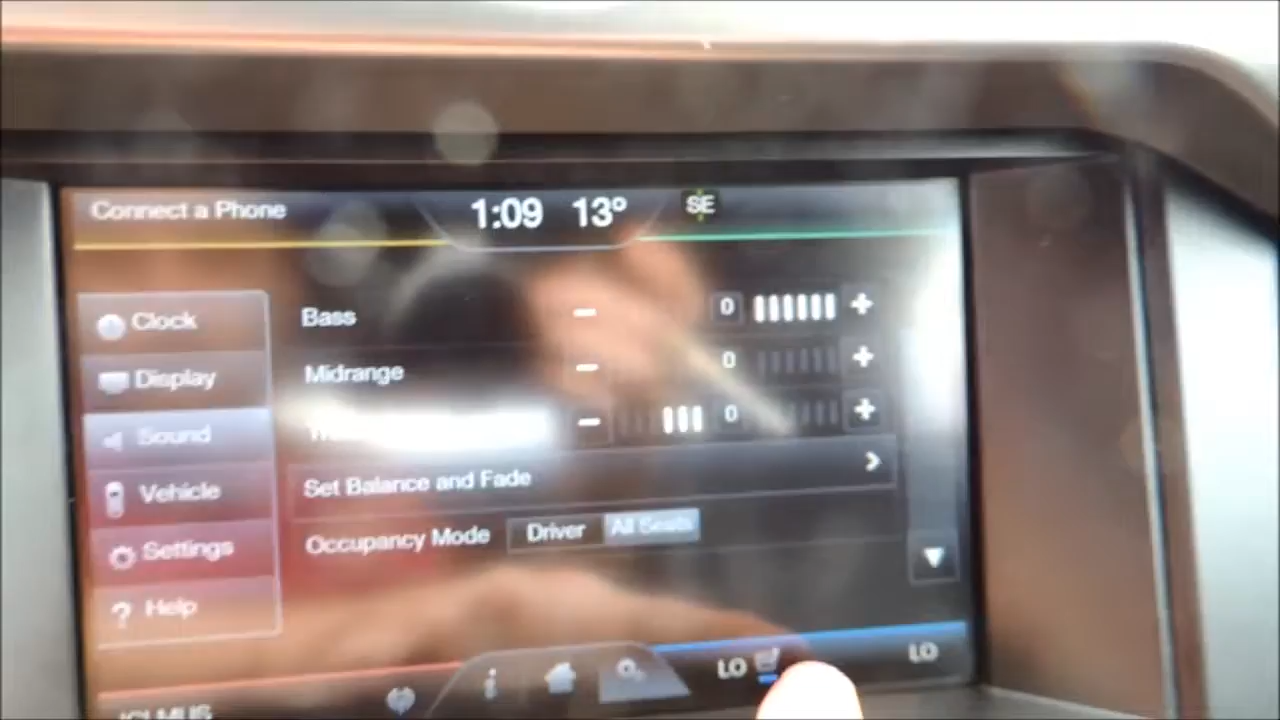 Connect a Phone
1:09 13° SE
Clock
Display
Sound
Vehicle
Settings
? Help
Bass − 0 +
Midrange − 0 +
− 0 +
Set Balance and Fade >
Occupancy Mode Driver All Seats
i LO LO